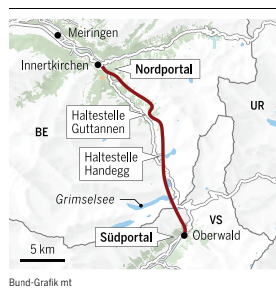 Meiringen
Innertkirchen
Nordportal
UR
Haltestelle
Guttannen
BE
Haltestelle
Handegg
Grimselsee
VS
Südportal
Oberwald
5 km
Bund-Grafik mt